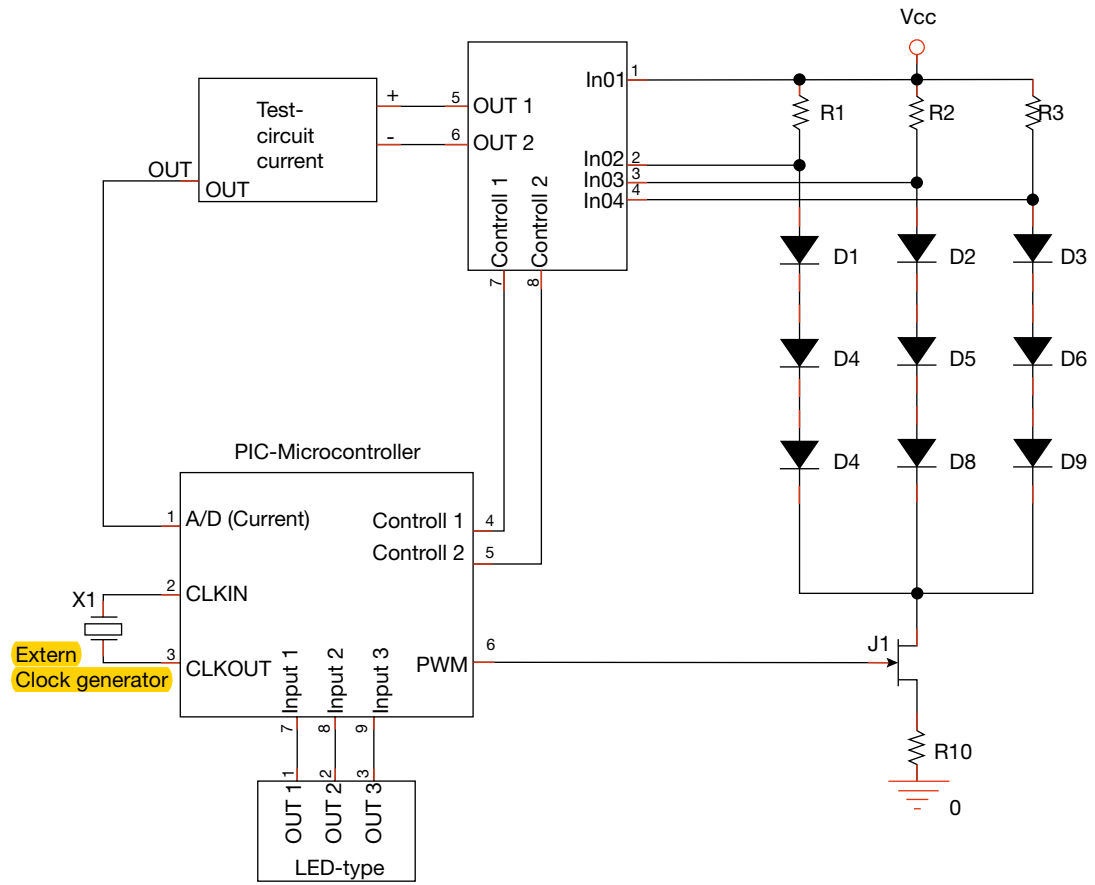 Vcc
In01
1
R1
R2
R3
Test-
circuit
current
+
-
5
6
OUT 1
OUT 2
In02
2
In03
3
In04
4
OUT
OUT
Controll 1
Controll 2
7
8
D1
D2
D3
D4
D5
D6
D4
D8
D9
PIC-Microcontroller
1
A/D (Current)
Controll 1
4
Controll 2
5
2
CLKIN
X1
Extern
Clock generator
3
CLKOUT
Input 1
Input 2
Input 3
PWM
6
J1
7
8
9
R10
0
1
2
3
OUT 1
OUT 2
OUT 3
LED-type